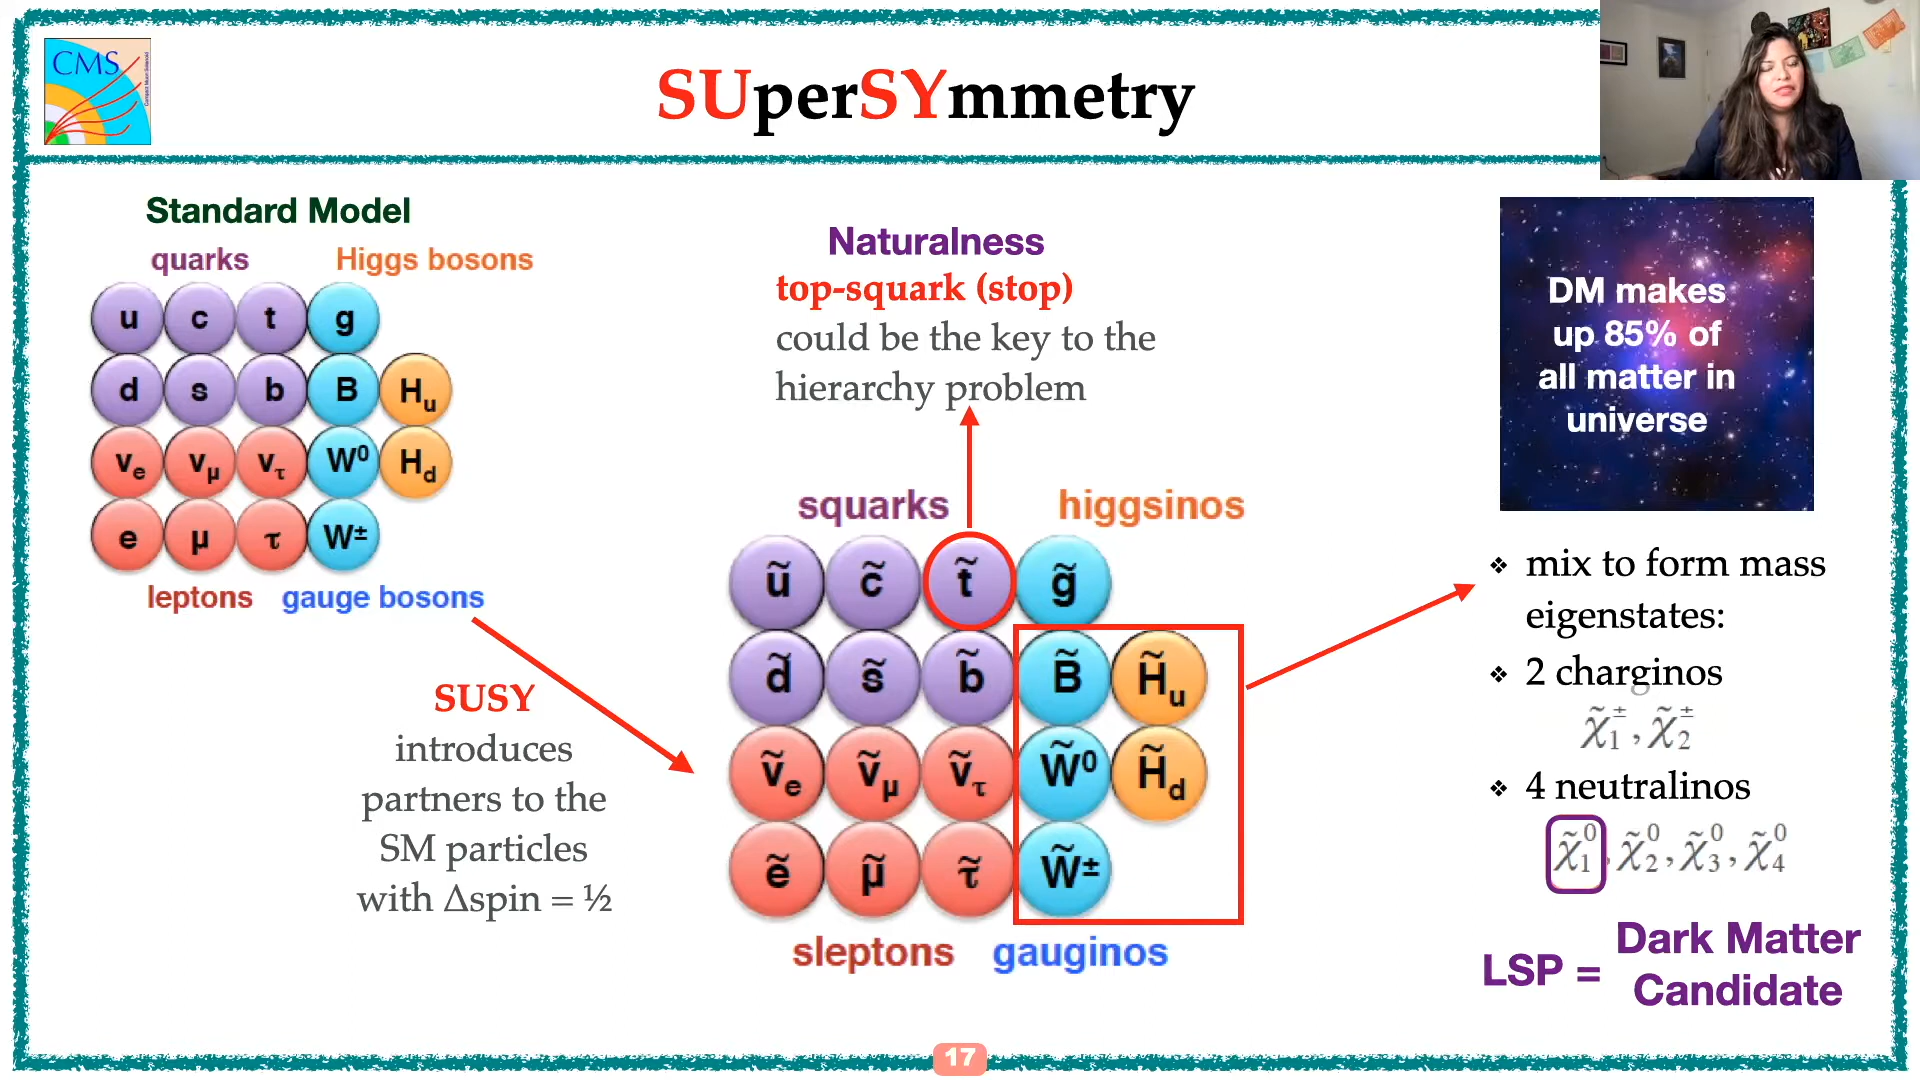 CMS
SUperSYmmetry
Standard Model
quarks Higgs bosons
u c t g
d s b B Hu
νe νμ ντ W⁰ Hd
e μ τ W±
leptons gauge bosons
SUSY
introduces
partners to the
SM particles
with Δspin = ½
Naturalness
top-squark (stop)
could be the key to the
hierarchy problem
squarks higgsinos
ũ c̃ t̃ g̃
d̃ s̃ b̃ B̃ H̃u
ν̃e ν̃μ ν̃τ W̃⁰ H̃d
ẽ μ̃ τ̃ W̃±
sleptons gauginos
DM makes
up 85% of
all matter in
universe
❖ mix to form mass
eigenstates:
❖ 2 charginos
χ̃₁±, χ̃₂±
❖ 4 neutralinos
χ̃₁⁰, χ̃₂⁰, χ̃₃⁰, χ̃₄⁰
LSP = Dark Matter
Candidate
17